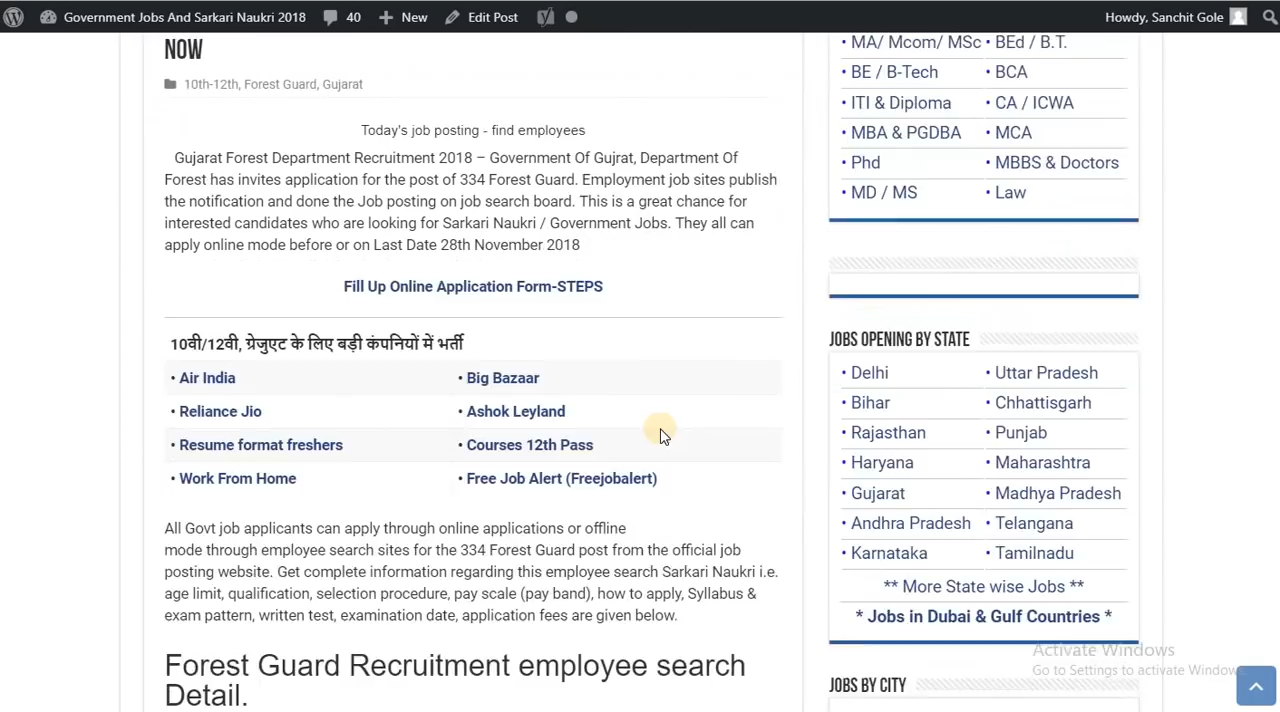 Government Jobs And Sarkari Naukri 2018 40 New Edit Post Howdy, Sanchit Gole
NOW
10th-12th, Forest Guard, Gujarat
Today's job posting - find employees
Gujarat Forest Department Recruitment 2018 – Government Of Gujrat, Department Of
Forest has invites application for the post of 334 Forest Guard. Employment job sites publish
the notification and done the Job posting on job search board. This is a great chance for
interested candidates who are looking for Sarkari Naukri / Government Jobs. They all can
apply online mode before or on Last Date 28th November 2018
Fill Up Online Application Form-STEPS
10वी/12वी, ग्रेजुएट के लिए बड़ी कंपनियों में भर्ती
• Air India • Big Bazaar
• Reliance Jio • Ashok Leyland
• Resume format freshers • Courses 12th Pass
• Work From Home • Free Job Alert (Freejobalert)
All Govt job applicants can apply through online applications or offline
mode through employee search sites for the 334 Forest Guard post from the official job
posting website. Get complete information regarding this employee search Sarkari Naukri i.e.
age limit, qualification, selection procedure, pay scale (pay band), how to apply, Syllabus &
exam pattern, written test, examination date, application fees are given below.
Forest Guard Recruitment employee search
Detail.
• MA/ Mcom/ MSc • BEd / B.T.
• BE / B-Tech • BCA
• ITI & Diploma • CA / ICWA
• MBA & PGDBA • MCA
• Phd • MBBS & Doctors
• MD / MS • Law
JOBS OPENING BY STATE
• Delhi • Uttar Pradesh
• Bihar • Chhattisgarh
• Rajasthan • Punjab
• Haryana • Maharashtra
• Gujarat • Madhya Pradesh
• Andhra Pradesh • Telangana
• Karnataka • Tamilnadu
** More State wise Jobs **
* Jobs in Dubai & Gulf Countries *
JOBS BY CITY
Activate Windows
Go to Settings to activate Windows